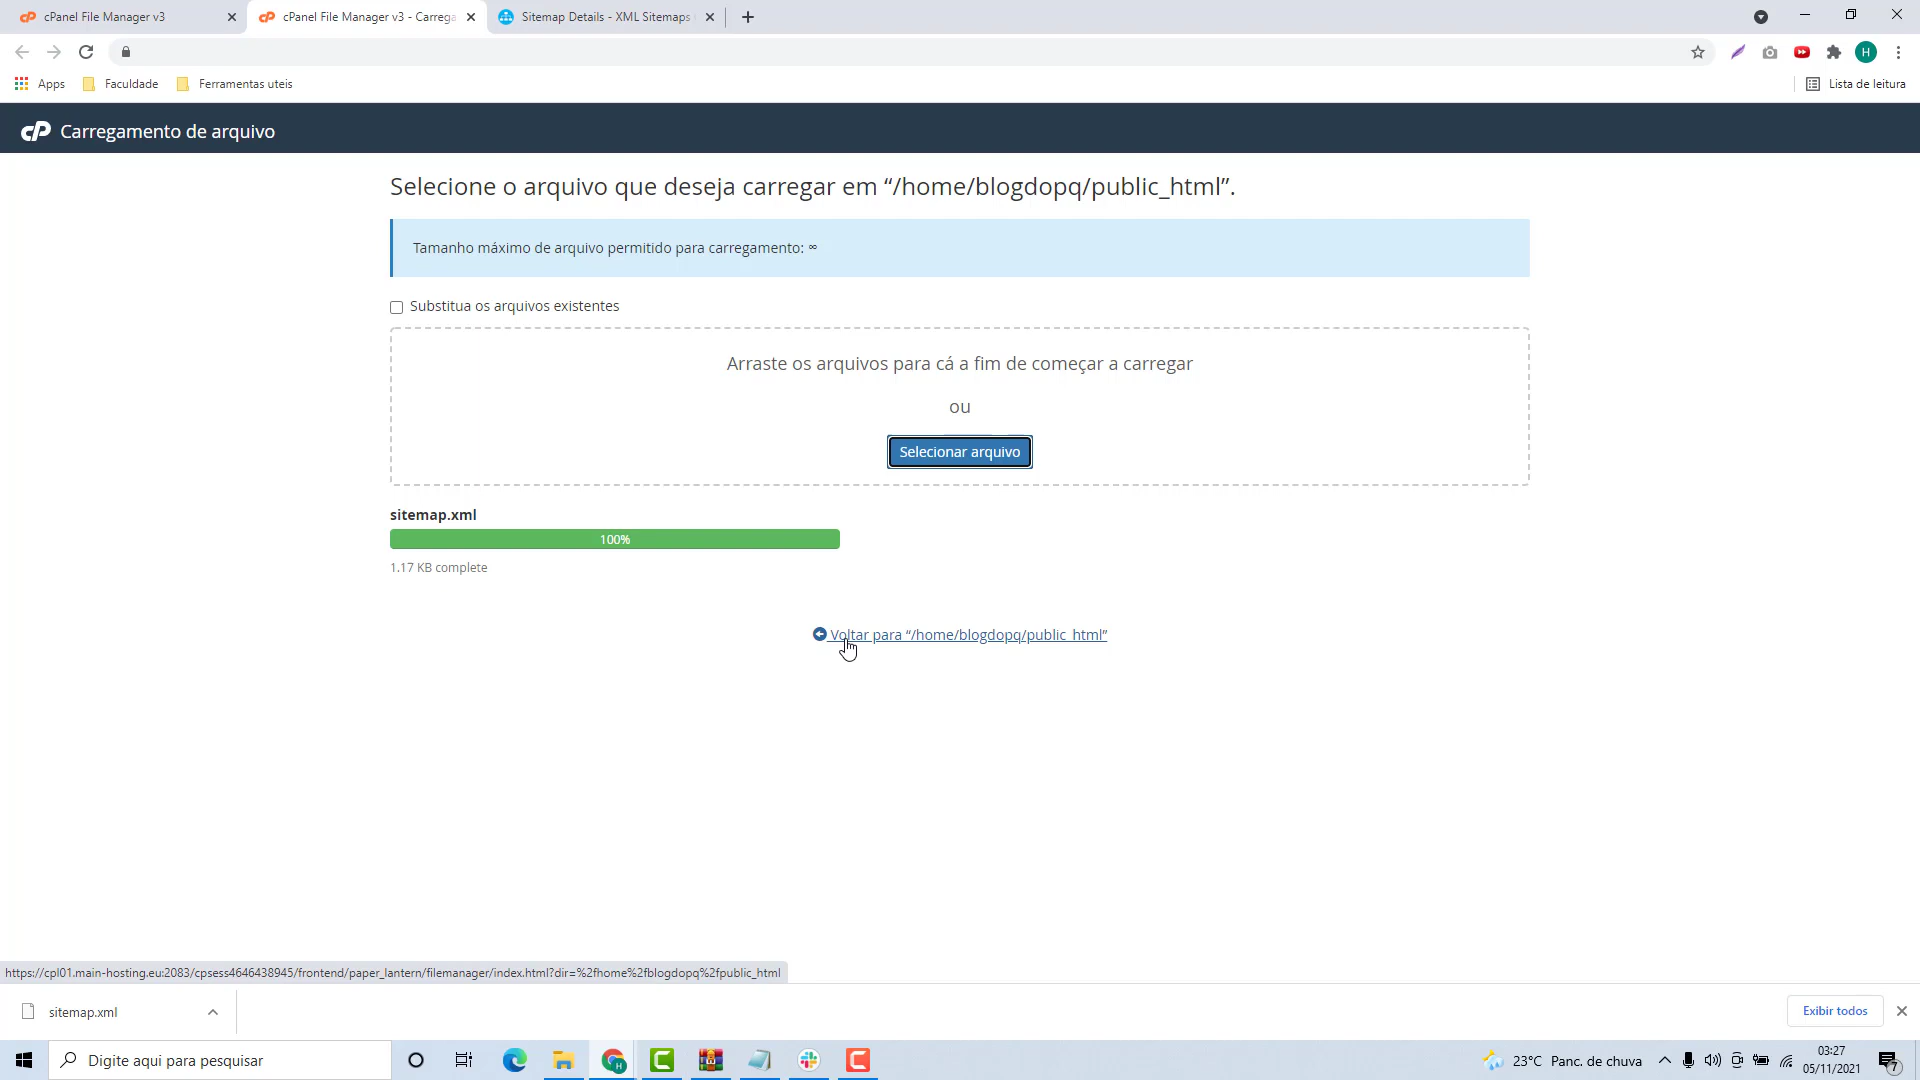 cPanel File Manager v3
cPanel File Manager v3 - Carrega
Sitemap Details - XML Sitemaps
H
Apps
Faculdade
Ferramentas uteis
Lista de leitura
cP Carregamento de arquivo
Selecione o arquivo que deseja carregar em “/home/blogdopq/public_html”.
Tamanho máximo de arquivo permitido para carregamento: ∞
Substitua os arquivos existentes
Arraste os arquivos para cá a fim de começar a carregar
ou
Selecionar arquivo
sitemap.xml
100%
1.17 KB complete
Voltar para “/home/blogdopq/public_html”
https://cpl01.main-hosting.eu:2083/cpsess4646438945/frontend/paper_lantern/filemanager/index.html?dir=%2fhome%2fblogdopq%2fpublic_html
sitemap.xml
Exibir todos
Digite aqui para pesquisar
23°C Panc. de chuva
03:27
05/11/2021
7